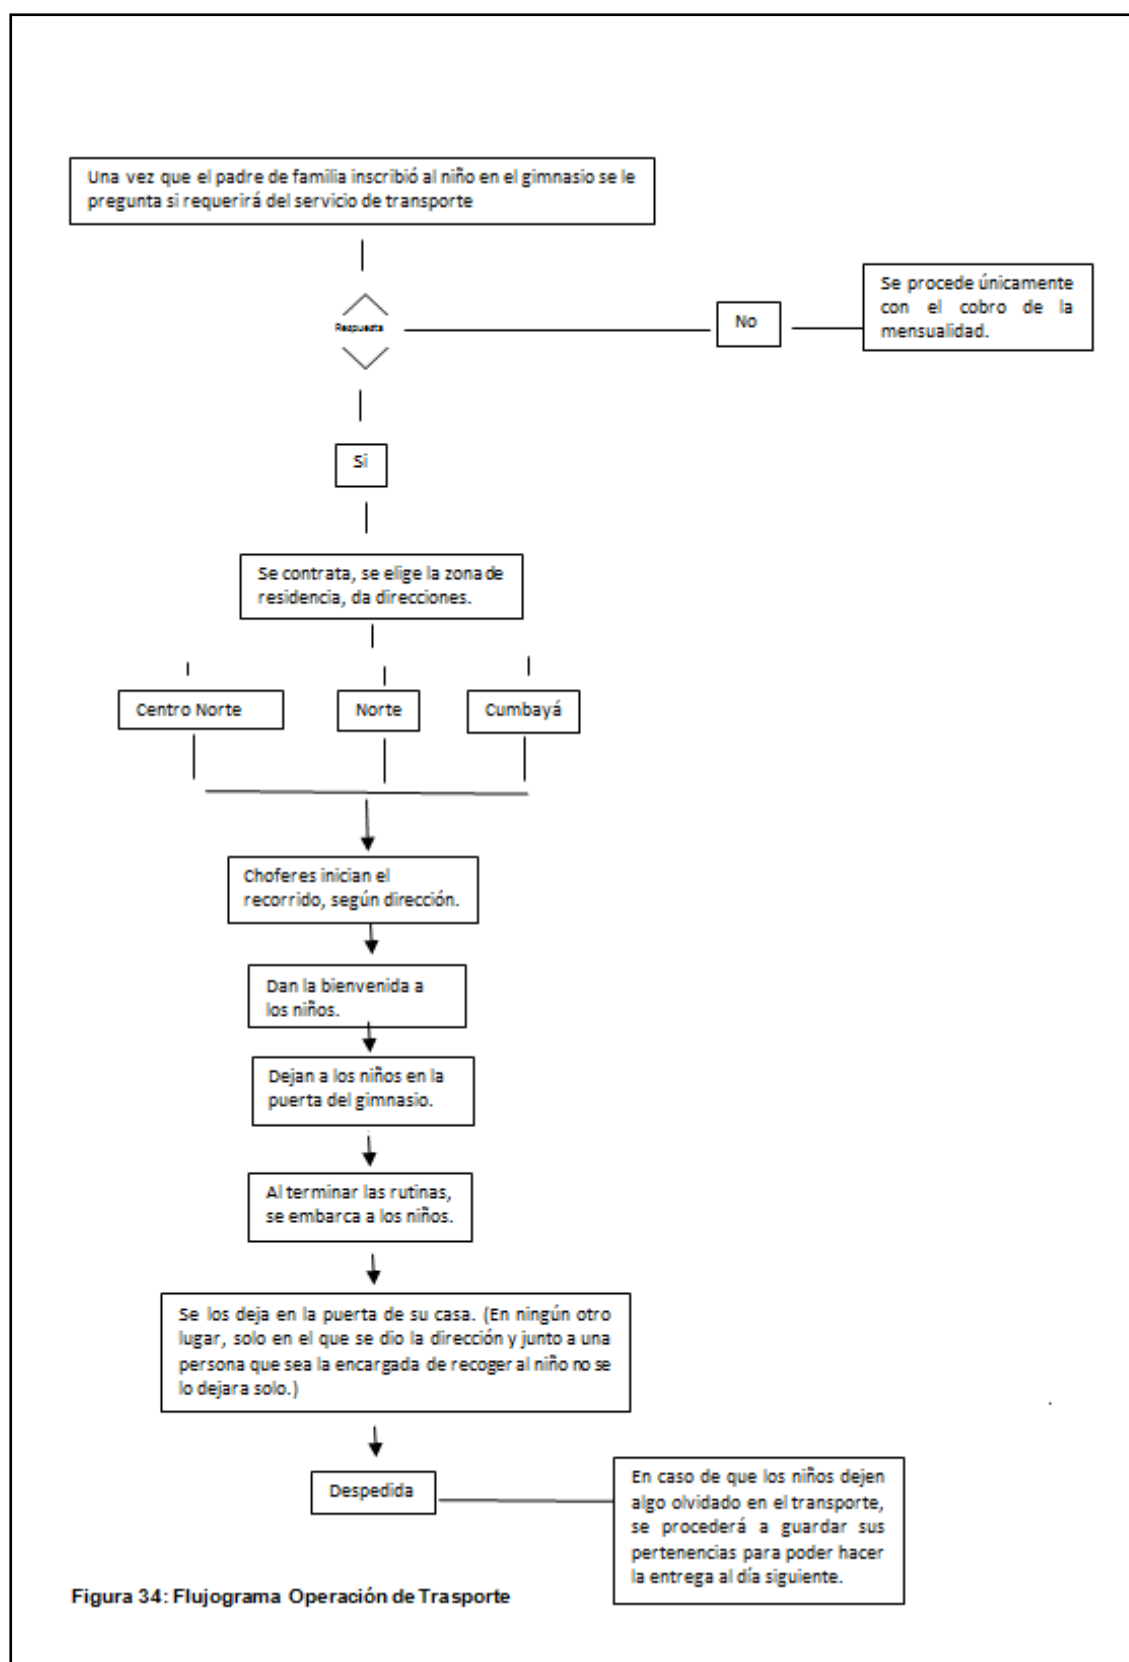 Una vez que el padre de familia inscribió al niño en el gimnasio se le
pregunta si requerirá del servicio de transporte
Respuesta
No
Se procede únicamente
con el cobro de la
mensualidad.
Si
Se contrata, se elige la zona de
residencia, da direcciones.
Centro Norte
Norte
Cumbayá
Choferes inician el
recorrido, según dirección.
Dan la bienvenida a
los niños.
Dejan a los niños en la
puerta del gimnasio.
Al terminar las rutinas,
se embarca a los niños.
Se los deja en la puerta de su casa. (En ningún otro
lugar, solo en el que se dio la dirección y junto a una
persona que sea la encargada de recoger al niño no se
lo dejara solo.)
Despedida
En caso de que los niños dejen
algo olvidado en el transporte,
se procederá a guardar sus
pertenencias para poder hacer
la entrega al día siguiente.
Figura 34: Flujograma Operación de Trasporte